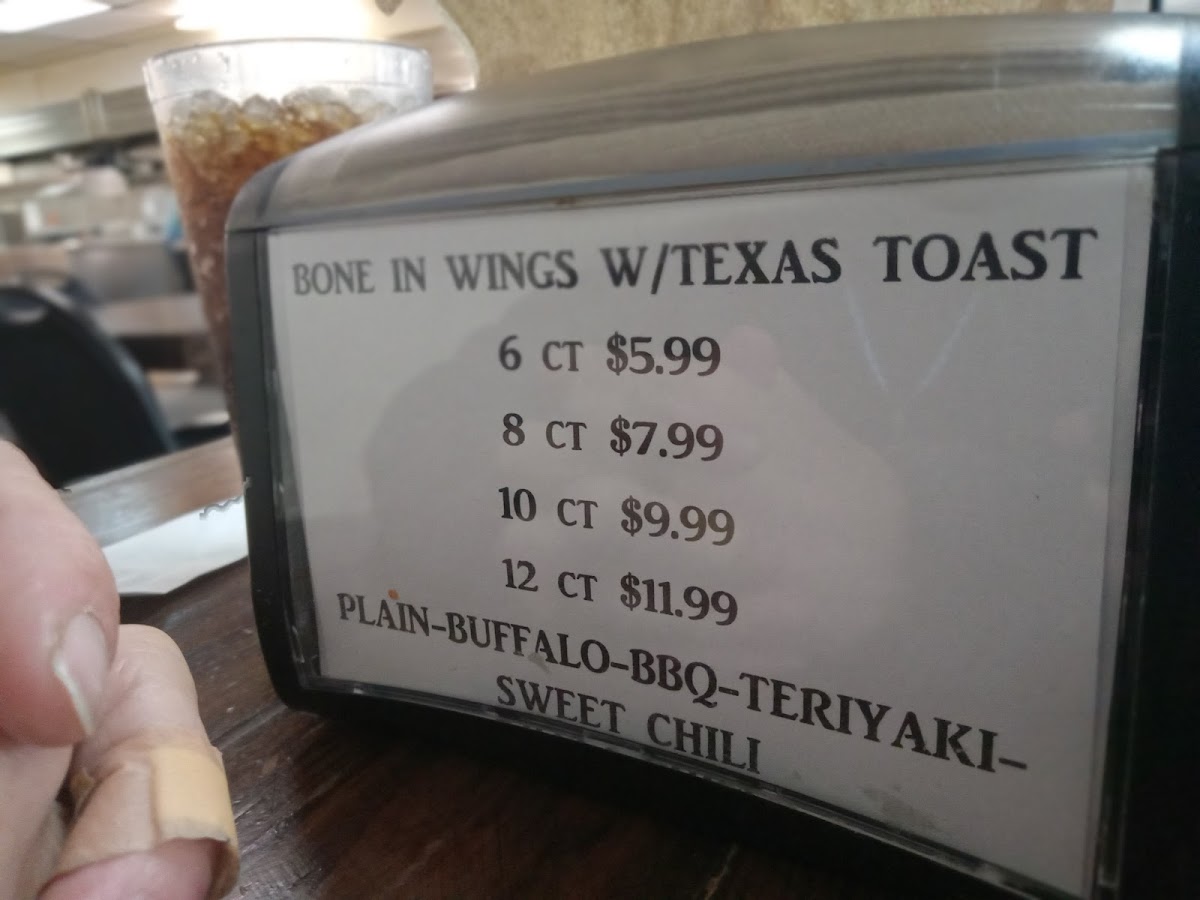 BONE IN WINGS W/TEXAS TOAST
6 CT $5.99
8 CT $7.99
10 CT $9.99
12 CT $11.99
PLAIN-BUFFALO-BBQ-TERIYAKI-
SWEET CHILI